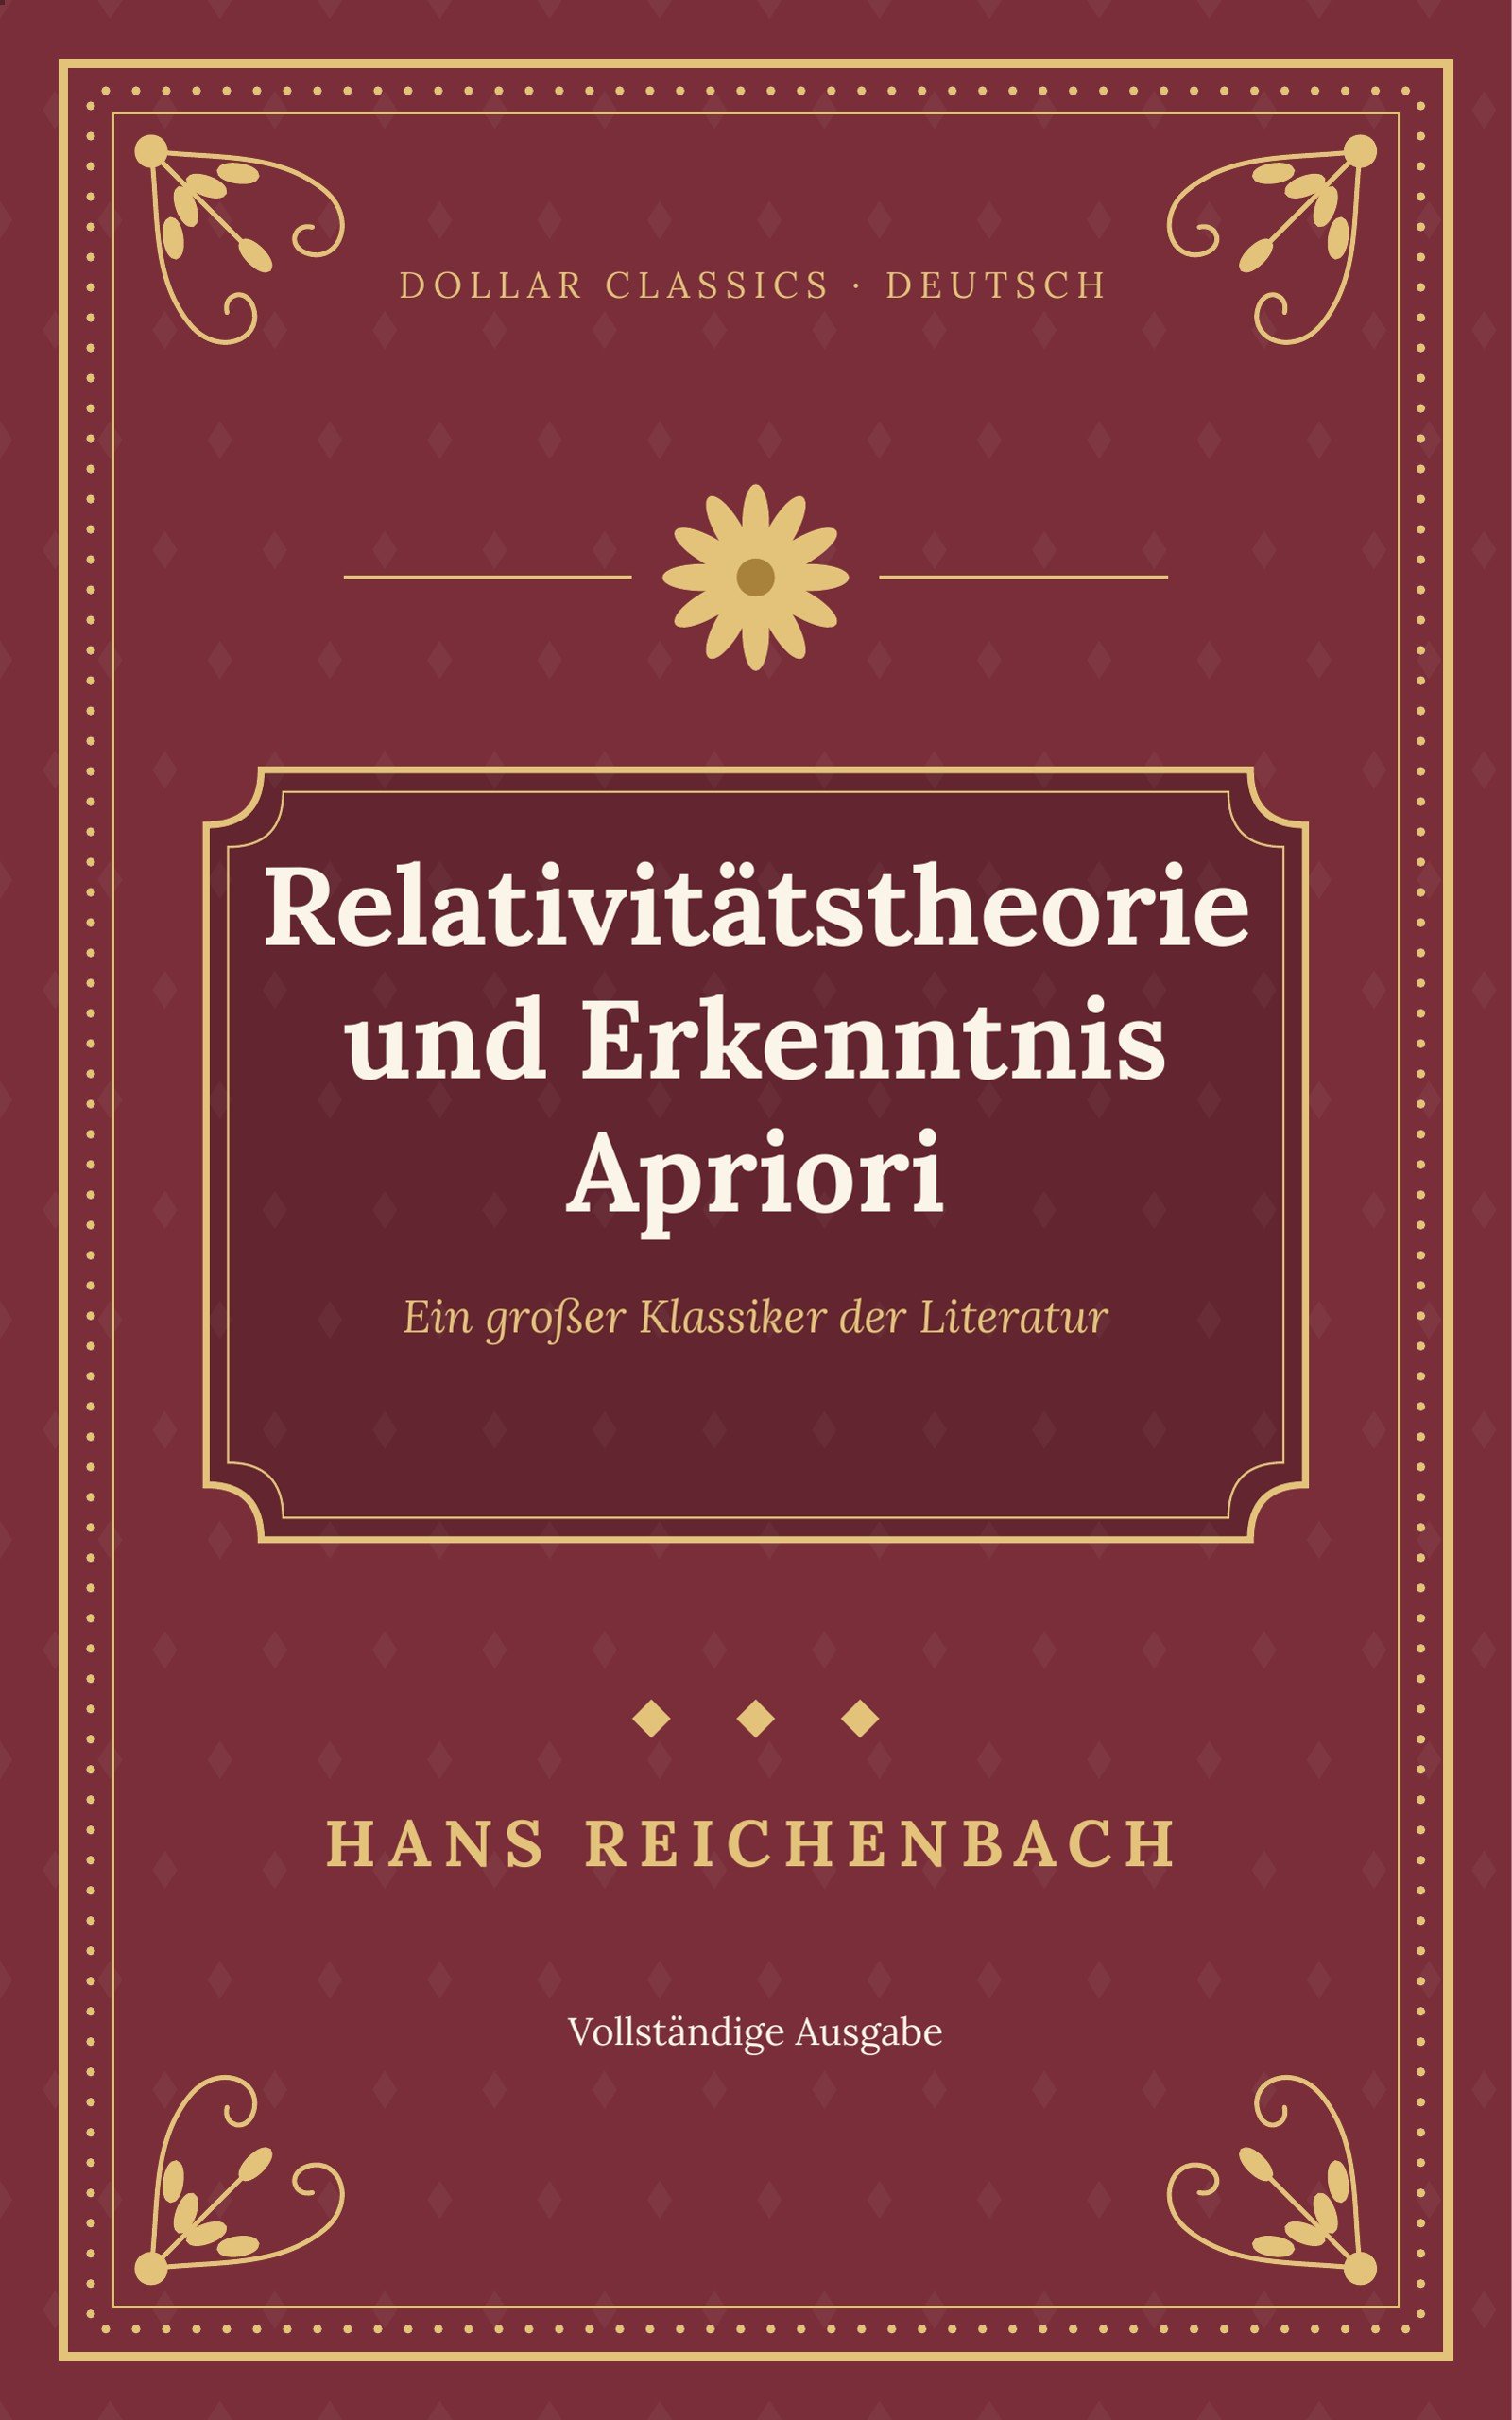 DOLLAR CLASSICS · DEUTSCH
Relativitätstheorie
und Erkenntnis
Apriori
Ein großer Klassiker der Literatur
HANS REICHENBACH
Vollständige Ausgabe